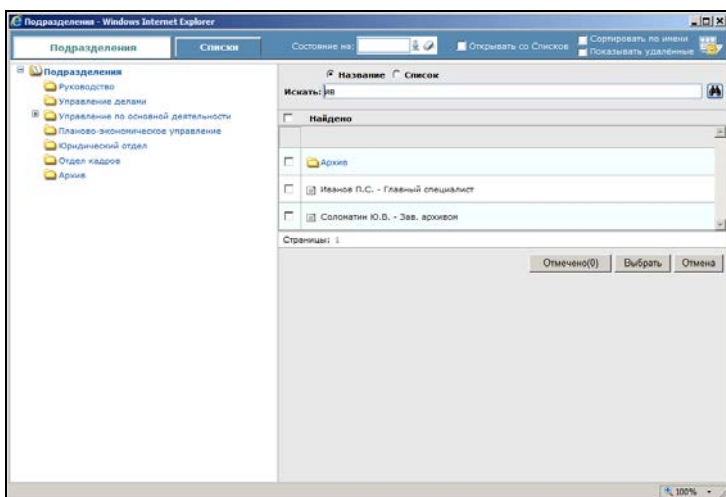 Подразделения - Windows Internet Explorer
Подразделения
Списки
Состояние на:
Открывать со Списков
Сортировать по имени
Показывать удалённые
Подразделения
Руководство
Управление делами
Управление по основной деятельности
Планово-экономическое управление
Юридический отдел
Отдел кадров
Архив
Название
Список
Искать: ив
Найдено
Архив
Иванов П.С. - Главный специалист
Соломатин Ю.В. - Зав. архивом
Страницы: 1
Отмечено(0)
Выбрать
Отмена
100%